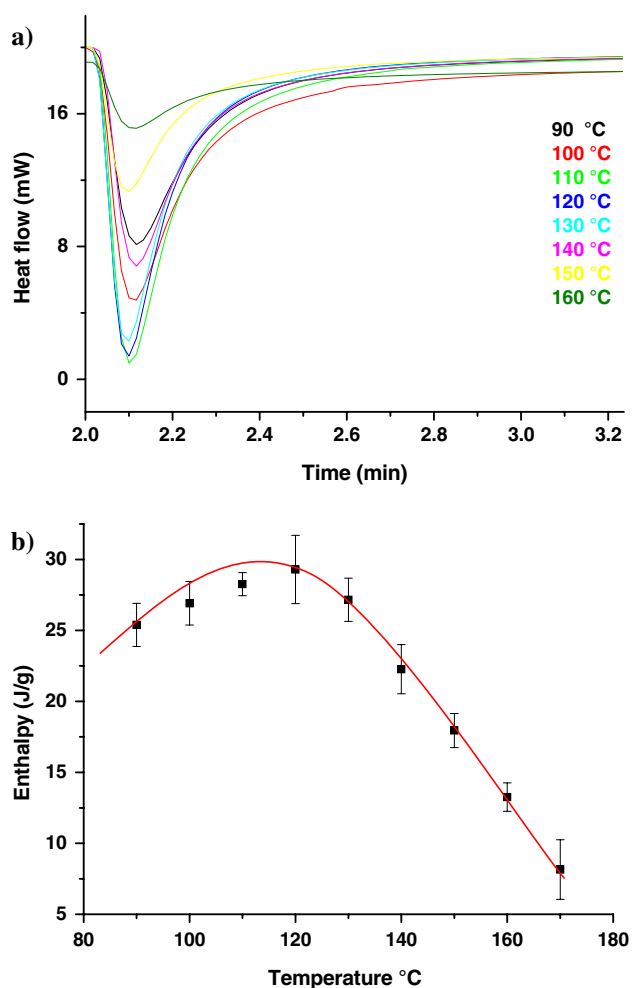 a)
16
8
0
Heat flow (mW)
90 °C
100 °C
110 °C
120 °C
130 °C
140 °C
150 °C
160 °C
2.0 2.2 2.4 2.6 2.8 3.0 3.2
Time (min)
b)
30
25
20
15
10
5
Enthalpy (J/g)
80 100 120 140 160 180
Temperature °C